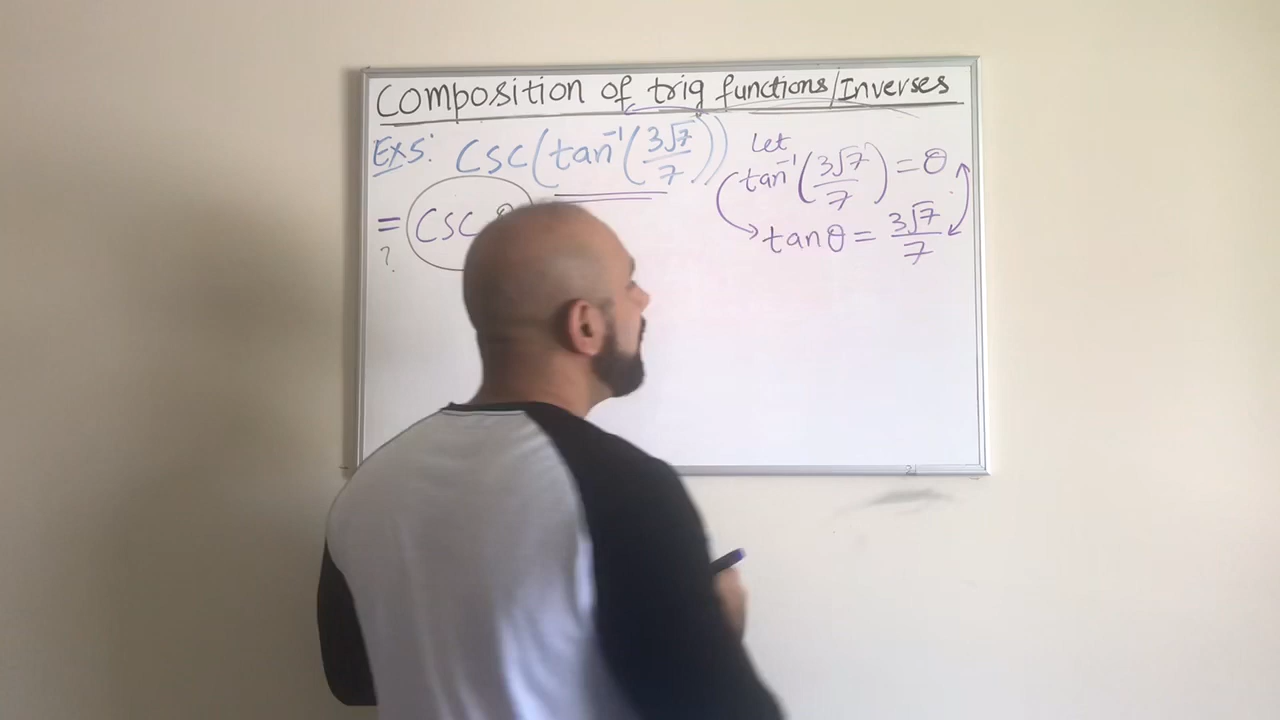 Composition of trig functions/Inverses
EXS: CSC(tan⁻¹(3√7/7))
= CSC
?
Let
tan⁻¹(3√7/7) = θ
tanθ = 3√7/7